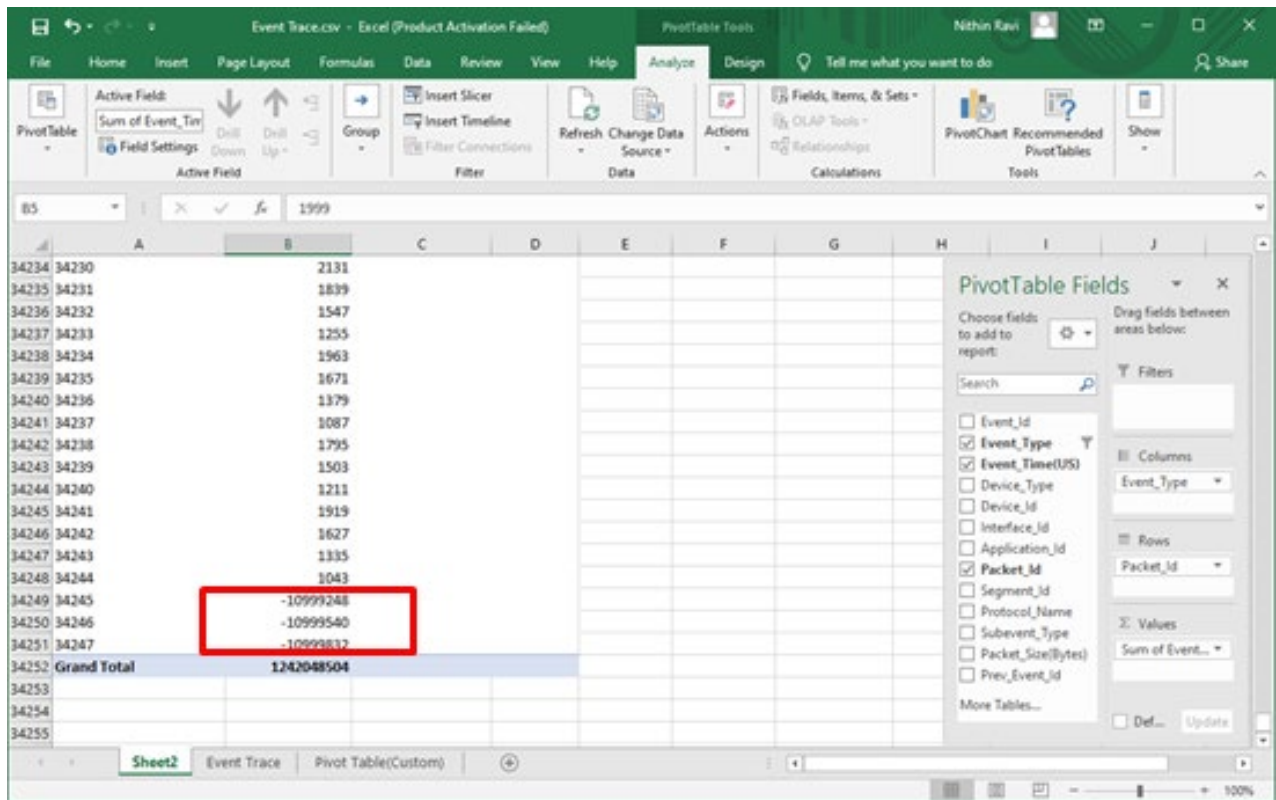 Event Trace.csv - Excel (Product Activation Failed)
PivotTable Tools
Nithin Ravi
File Home Insert Page Layout Formulas Data Review View Help Analyze Design Tell me what you want to do Share
PivotTable
Active Field:
Sum of Event_Tim
Field Settings
Drill Down
Drill Up
Active Field
Group
Insert Slicer
Insert Timeline
Filter Connections
Filter
Refresh
Change Data Source
Data
Actions
Fields, Items, & Sets
OLAP Tools
Relationships
Calculations
PivotChart
Recommended PivotTables
Tools
Show
B5 fx 1999
A B C D E F G H I J
34234 34230 2131
34235 34231 1839
34236 34232 1547
34237 34233 1255
34238 34234 1963
34239 34235 1671
34240 34236 1379
34241 34237 1087
34242 34238 1795
34243 34239 1503
34244 34240 1211
34245 34241 1919
34246 34242 1627
34247 34243 1335
34248 34244 1043
34249 34245 -10999248
34250 34246 -10999540
34251 34247 -10999832
34252 Grand Total 1242048504
34253
34254
34255
PivotTable Fields
Choose fields to add to report:
Search
Event_Id
Event_Type
Event_Time(US)
Device_Type
Device_Id
Interface_Id
Application_Id
Packet_Id
Segment_Id
Protocol_Name
Subevent_Type
Packet_Size(Bytes)
Prev_Event_Id
More Tables...
Drag fields between areas below:
Filters
Columns
Event_Type
Rows
Packet_Id
Σ Values
Sum of Event...
Def...
Update
Sheet2 Event Trace Pivot Table(Custom)
100%